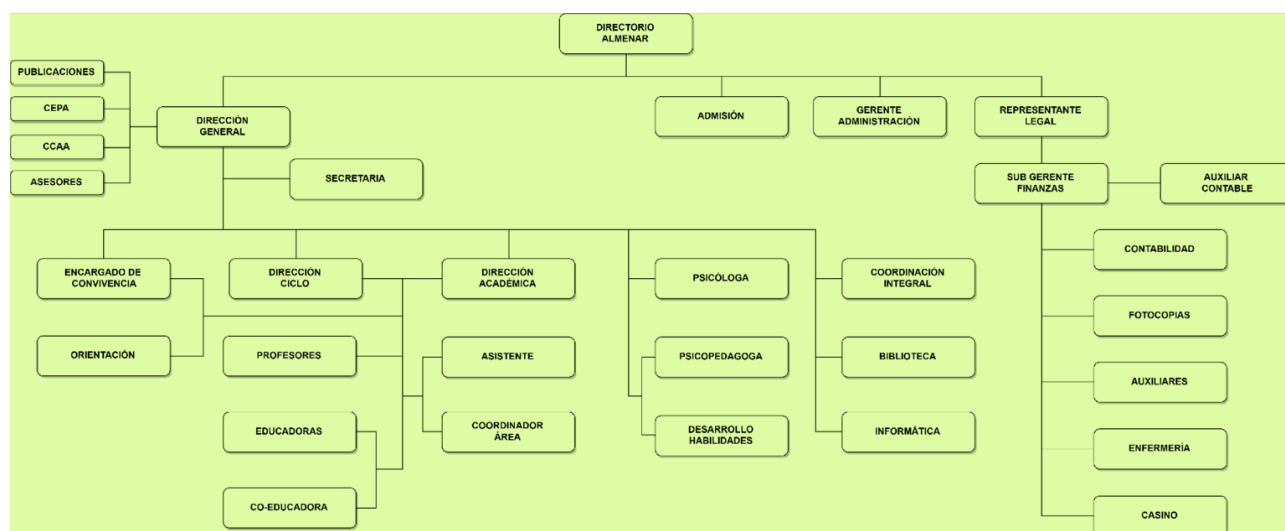 DIRECTORIO
ALMENAR
PUBLICACIONES
CEPA
CCAA
ASESORES
DIRECCIÓN
GENERAL
ADMISIÓN
GERENTE
ADMINISTRACIÓN
REPRESENTANTE
LEGAL
SECRETARIA
SUB GERENTE
FINANZAS
AUXILIAR
CONTABLE
ENCARGADO DE
CONVIVENCIA
DIRECCIÓN
CICLO
DIRECCIÓN
ACADÉMICA
PSICÓLOGA
COORDINACIÓN
INTEGRAL
CONTABILIDAD
ORIENTACIÓN
PROFESORES
ASISTENTE
PSICOPEDAGOGA
BIBLIOTECA
FOTOCOPIAS
AUXILIARES
EDUCADORAS
COORDINADOR
ÁREA
DESARROLLO
HABILIDADES
INFORMÁTICA
ENFERMERÍA
CO-EDUCADORA
CASINO